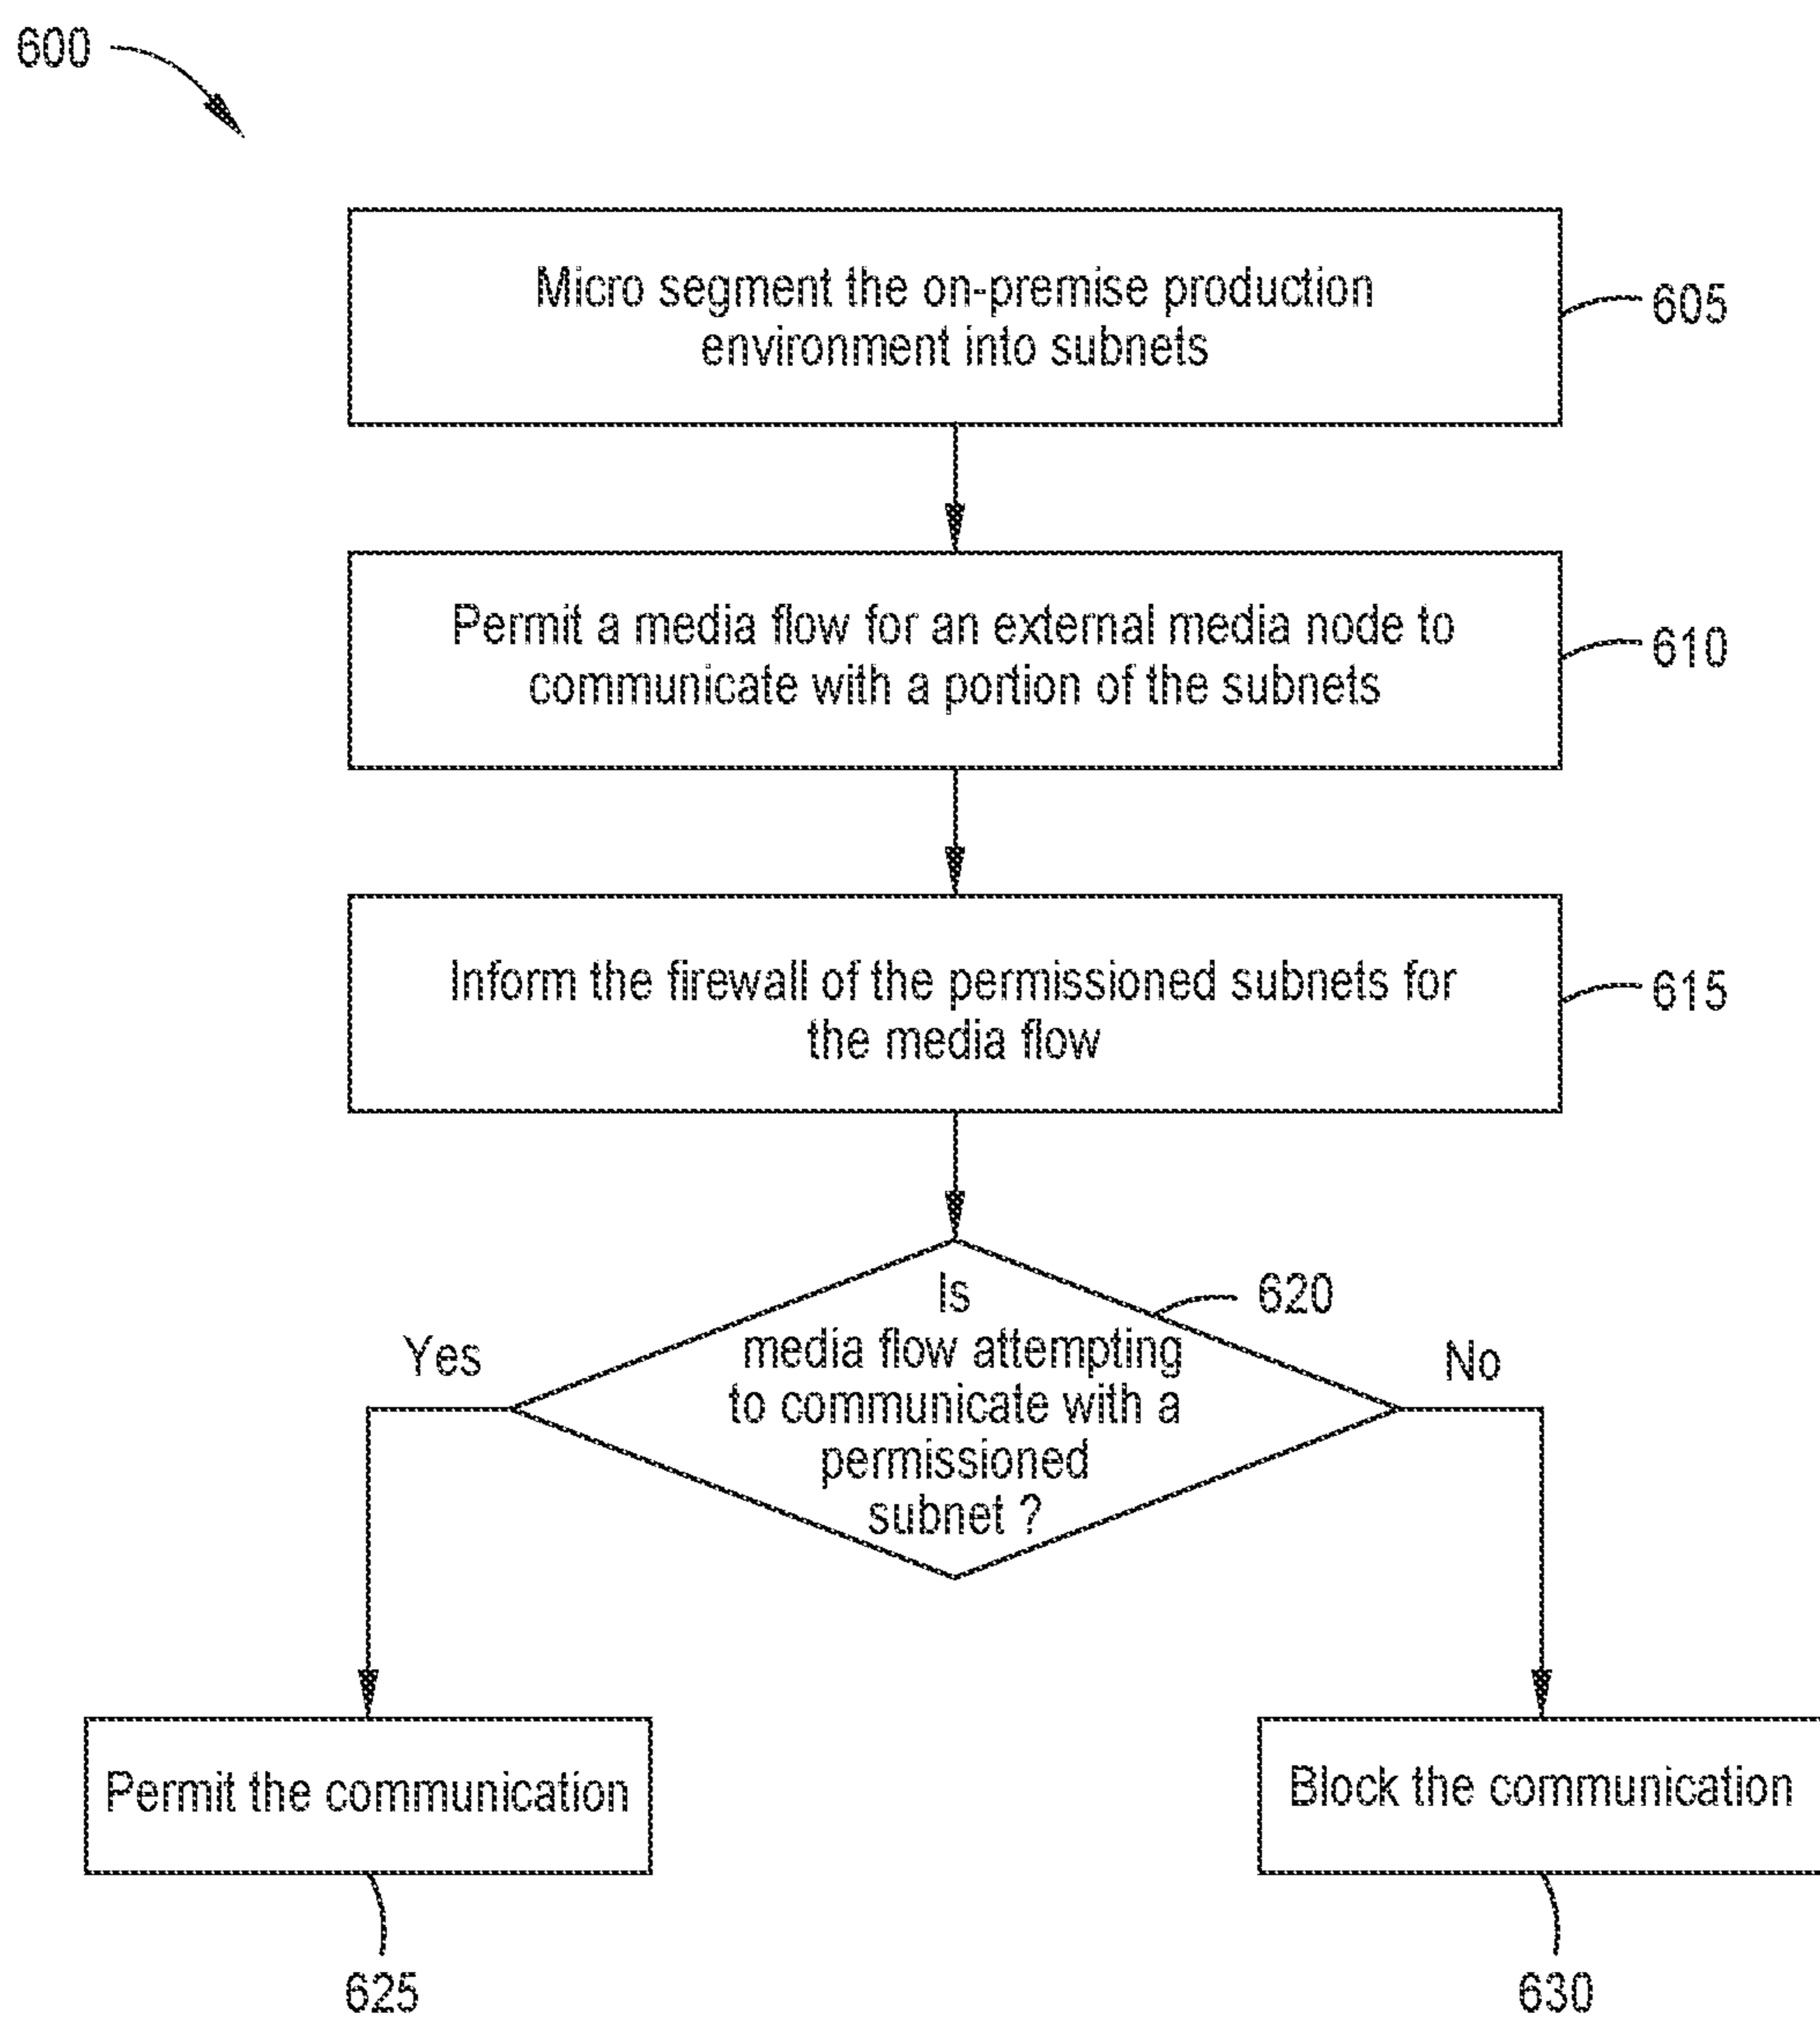 600
Micro segment the on-premise production
environment into subnets
605
Permit a media flow for an external media node to
communicate with a portion of the subnets
610
Inform the firewall of the permissioned subnets for
the media flow
615
Is
media flow attempting
to communicate with a
permissioned
subnet ?
620
Yes
No
Permit the communication
Block the communication
625
630